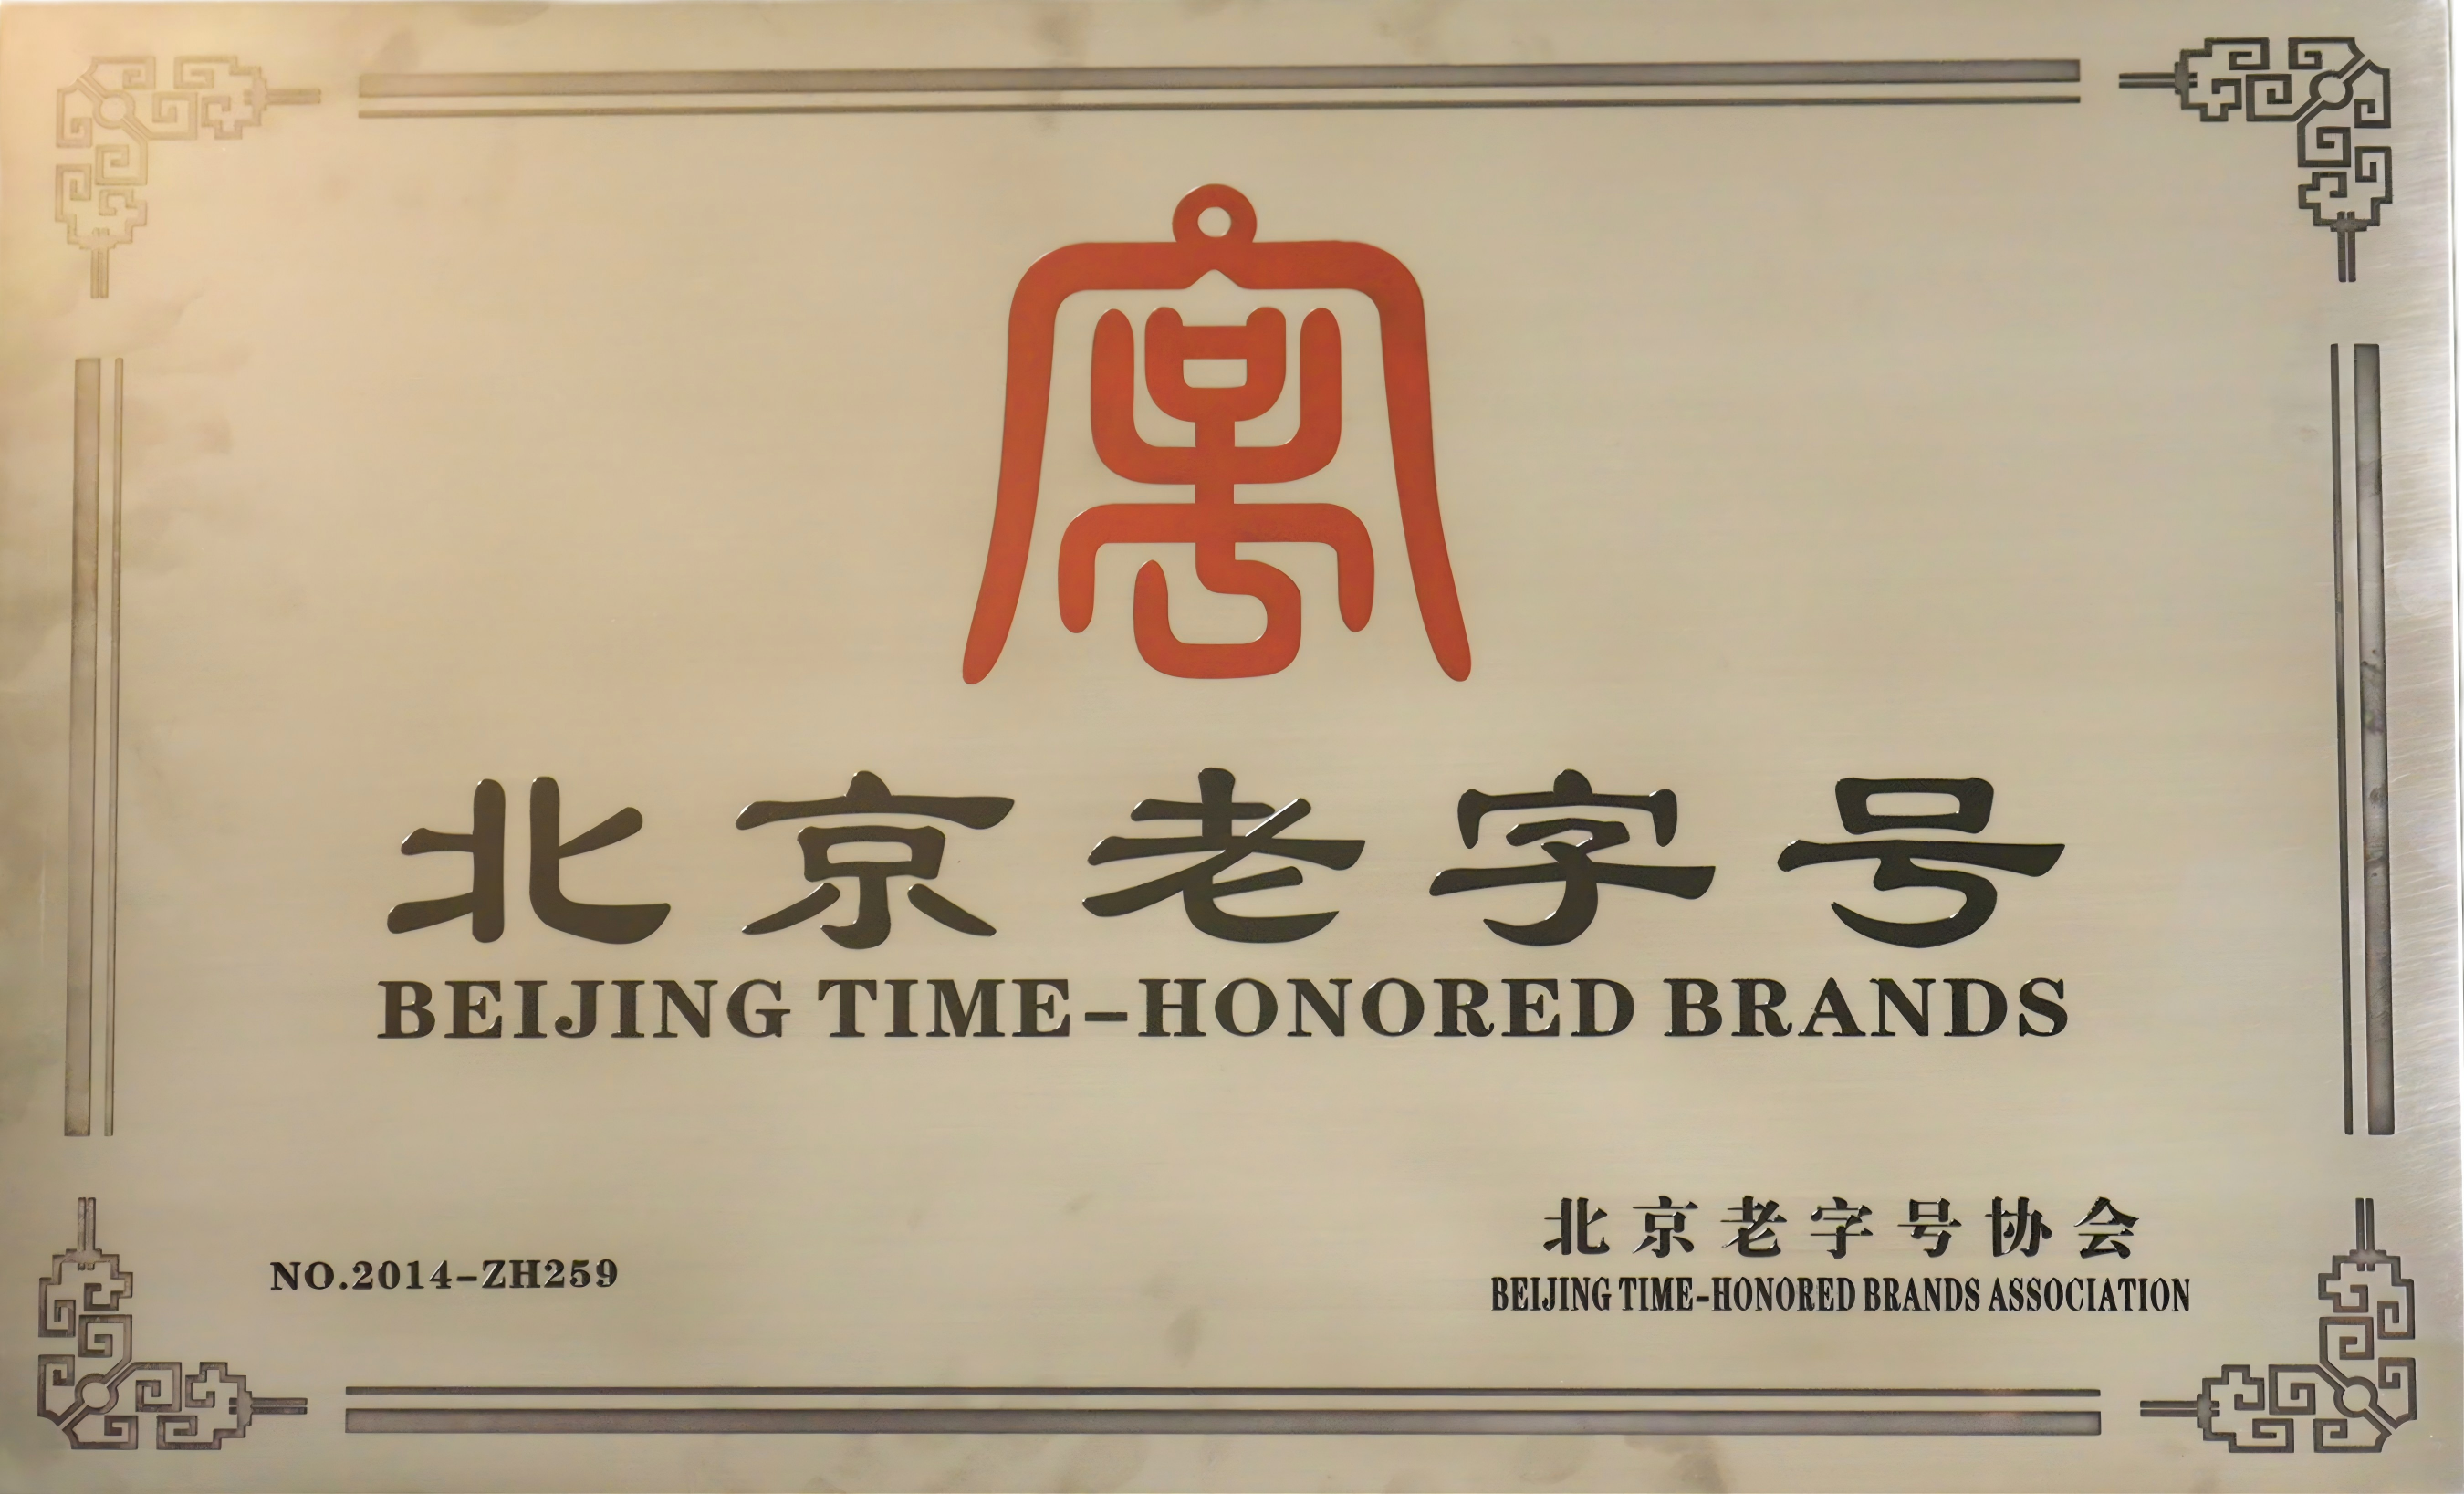 北京老字号
BEIJING TIME-HONORED BRANDS
NO.2014-ZH259
北京老字号协会
BEIJING TIME-HONORED BRANDS ASSOCIATION